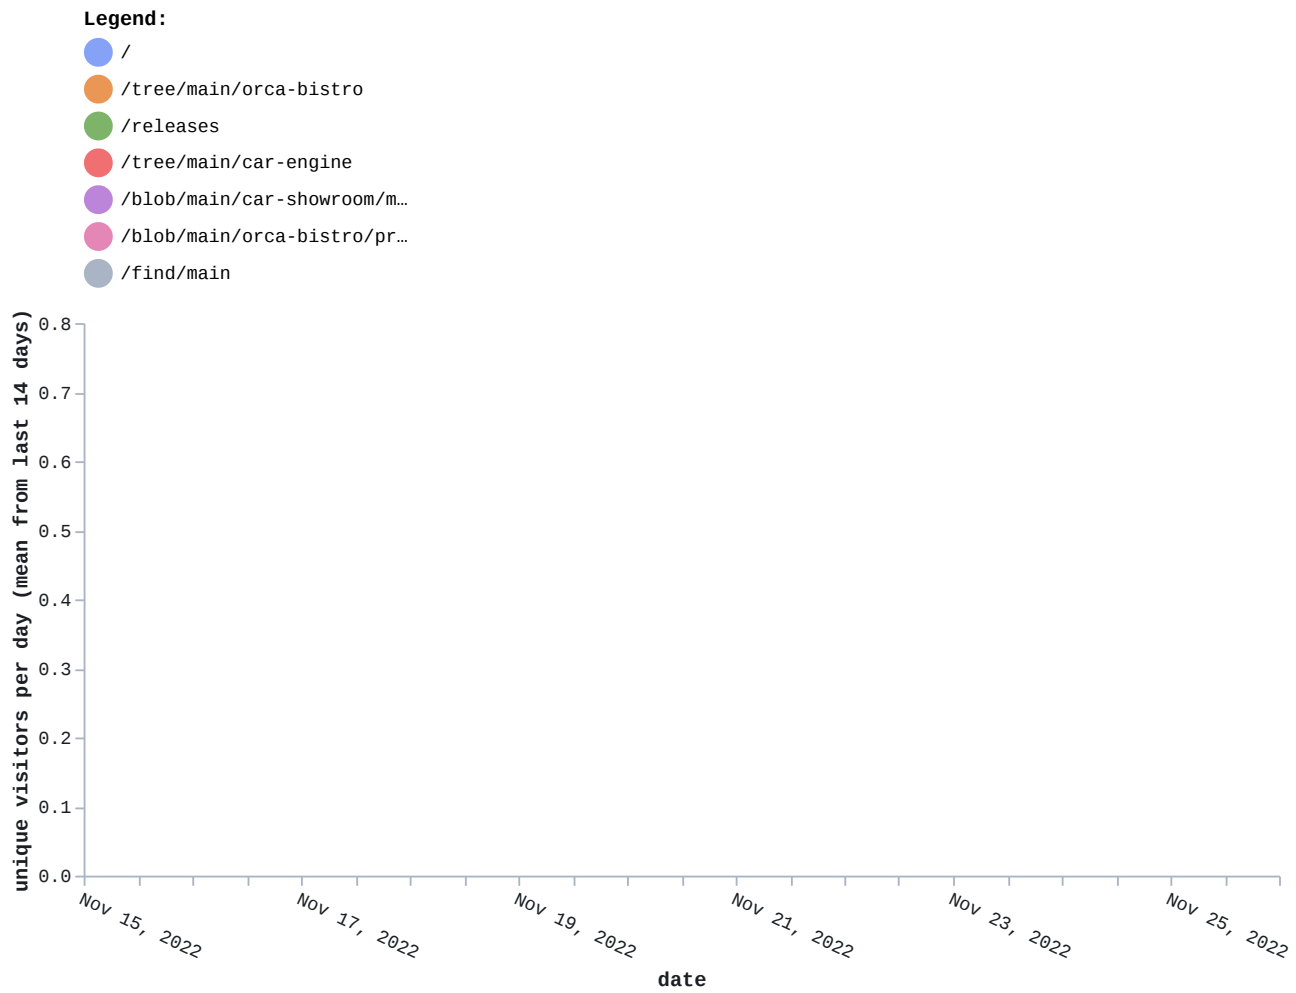 Legend:
/
/tree/main/orca-bistro
/releases
/tree/main/car-engine
/blob/main/car-showroom/m…
/blob/main/orca-bistro/pr…
/find/main
unique visitors per day (mean from last 14 days)
0.8
0.7
0.6
0.5
0.4
0.3
0.2
0.1
0.0
Nov 15, 2022
Nov 17, 2022
Nov 19, 2022
Nov 21, 2022
Nov 23, 2022
Nov 25, 2022
date